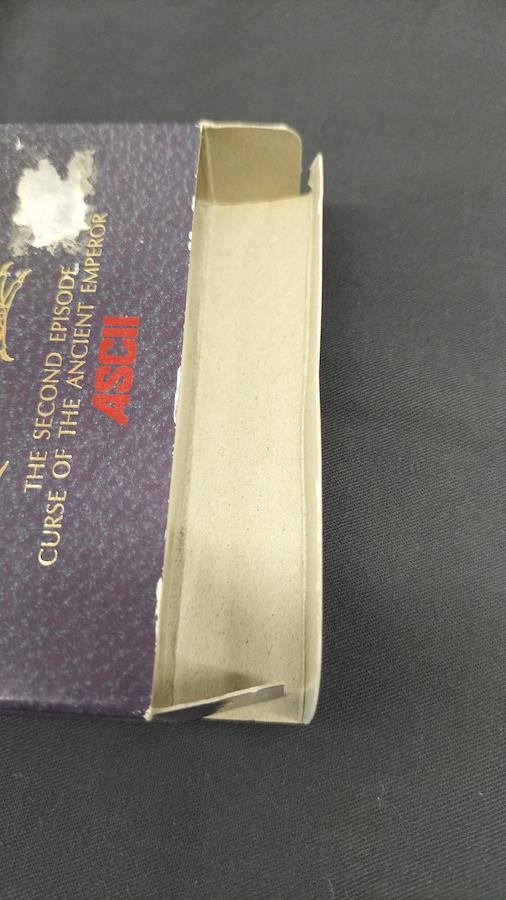 THE SECOND EPISODE
CURSE OF THE ANCIENT EMPEROR
ASCII